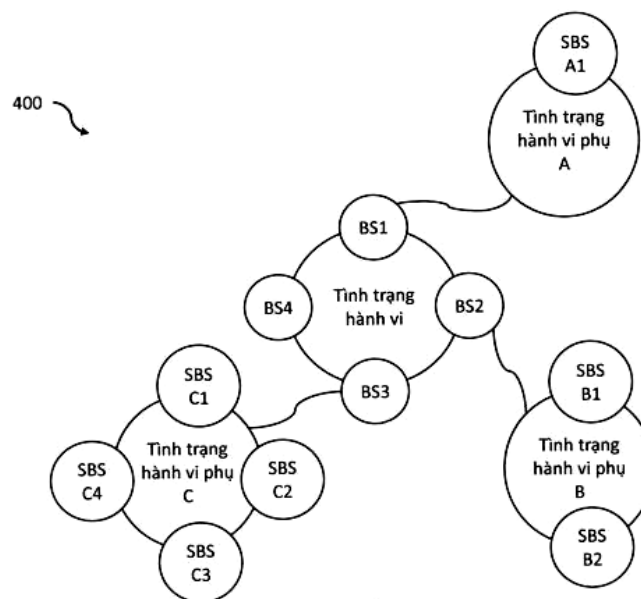 SBS
A1
400
Tình trạng
hành vi phụ
A
BS1
BS4
Tình trạng
hành vi
BS2
BS3
SBS
C1
SBS
B1
Tình trạng
hành vi phụ
C
SBS
C4
SBS
C2
Tình trạng
hành vi phụ
B
SBS
C3
SBS
B2